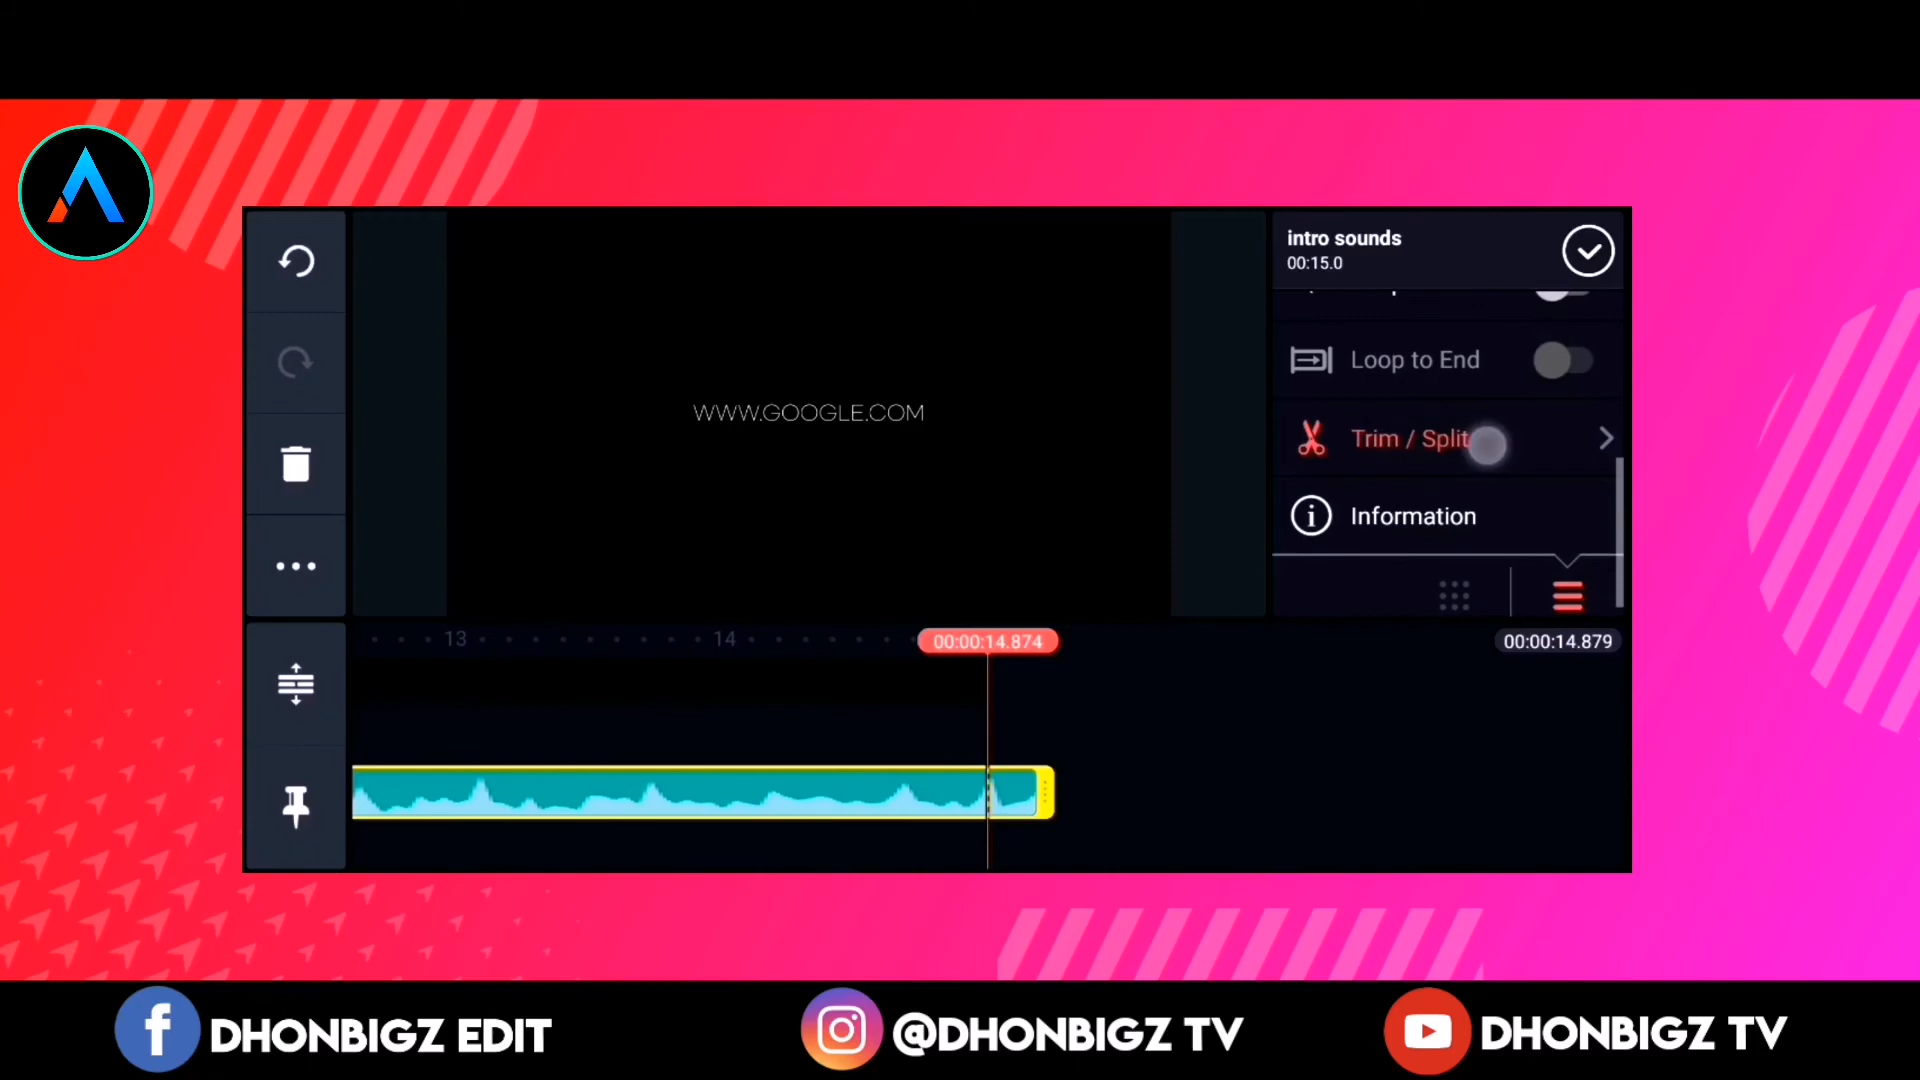 intro sounds
00:15.0
Loop to End
WWW.GOOGLE.COM
Trim / Split
Information
13
14
00:00:14.874
00:00:14.879
DHONBIGZ EDIT
@DHONBIGZ TV
DHONBIGZ TV